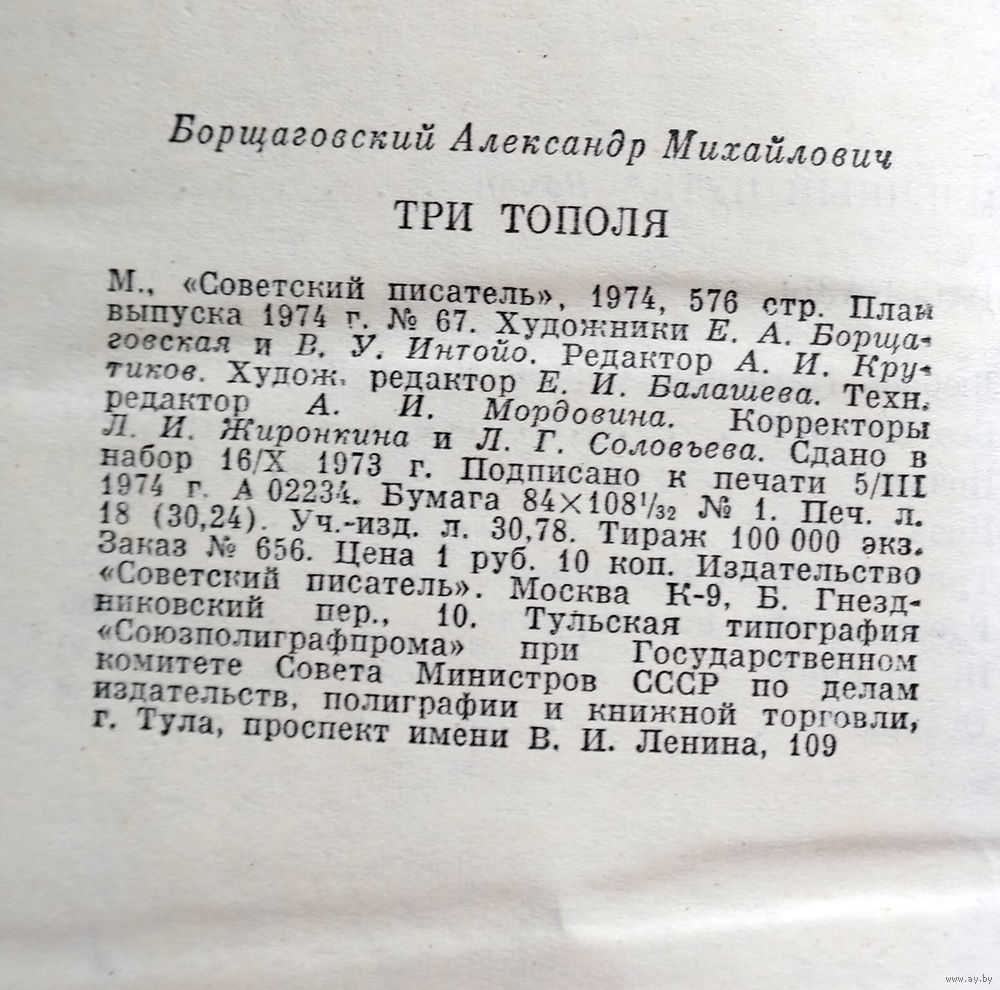 Борщаговский Александр Михайлович
ТРИ ТОПОЛЯ
М., «Советский писатель», 1974, 576 стр. План
выпуска 1974 г. № 67. Художники Е. А. Борща-
говская и В. У. Интойо. Редактор А. И. Кру-
тиков. Худож. редактор Е. И. Балашева. Техн.
редактор А. И. Мордовина. Корректоры
Л. И. Жиронкина и Л. Г. Соловьева. Сдано в
набор 16/X 1973 г. Подписано к печати 5/III
1974 г. А 02234. Бумага 84×108 1/32 № 1. Печ. л.
18 (30,24). Уч.-изд. л. 30,78. Тираж 100 000 экз.
Заказ № 656. Цена 1 руб. 10 коп. Издательство
«Советский писатель». Москва К-9, Б. Гнезд-
никовский пер., 10. Тульская типография
«Союзполиграфпрома» при Государственном
комитете Совета Министров СССР по делам
издательств, полиграфии и книжной торговли,
г. Тула, проспект имени В. И. Ленина, 109
www.ay.by